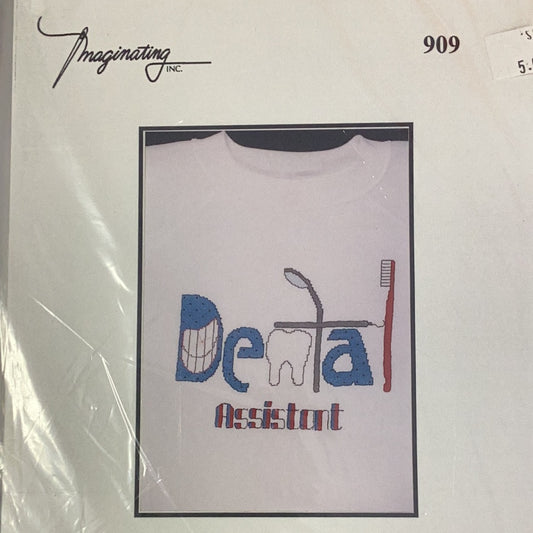 Imaginating
INC.
909
Dental
Assistant